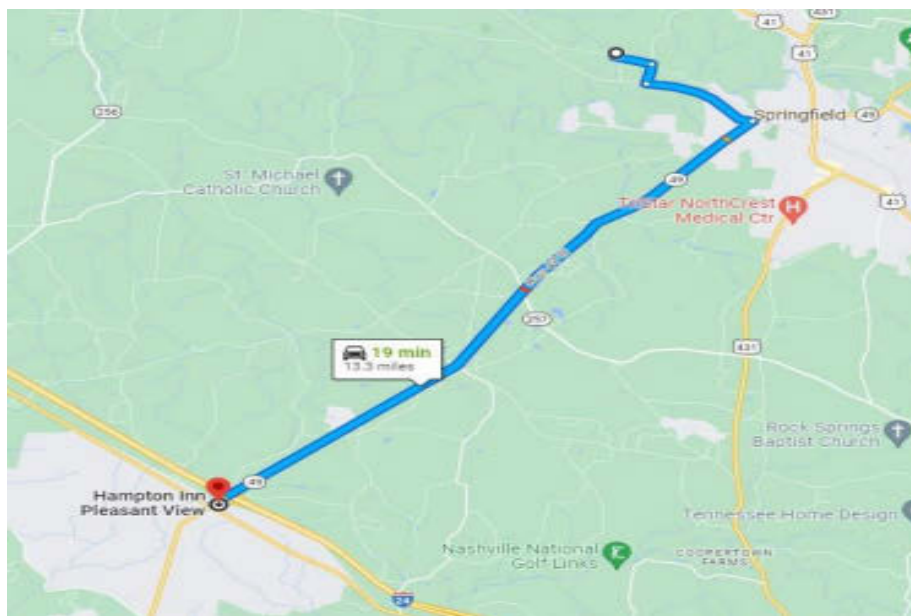 431
41
41
256
Springfield
49
St. Michael
Catholic Church
49
41
TriStar NorthCrest
Medical Ctr
H
257
19 min
13.3 miles
431
Rock Springs
Baptist Church
Hampton Inn
Pleasant View
49
Tennessee Home Design
Nashville National
Golf Links
COOPERTOWN
FARMS
24